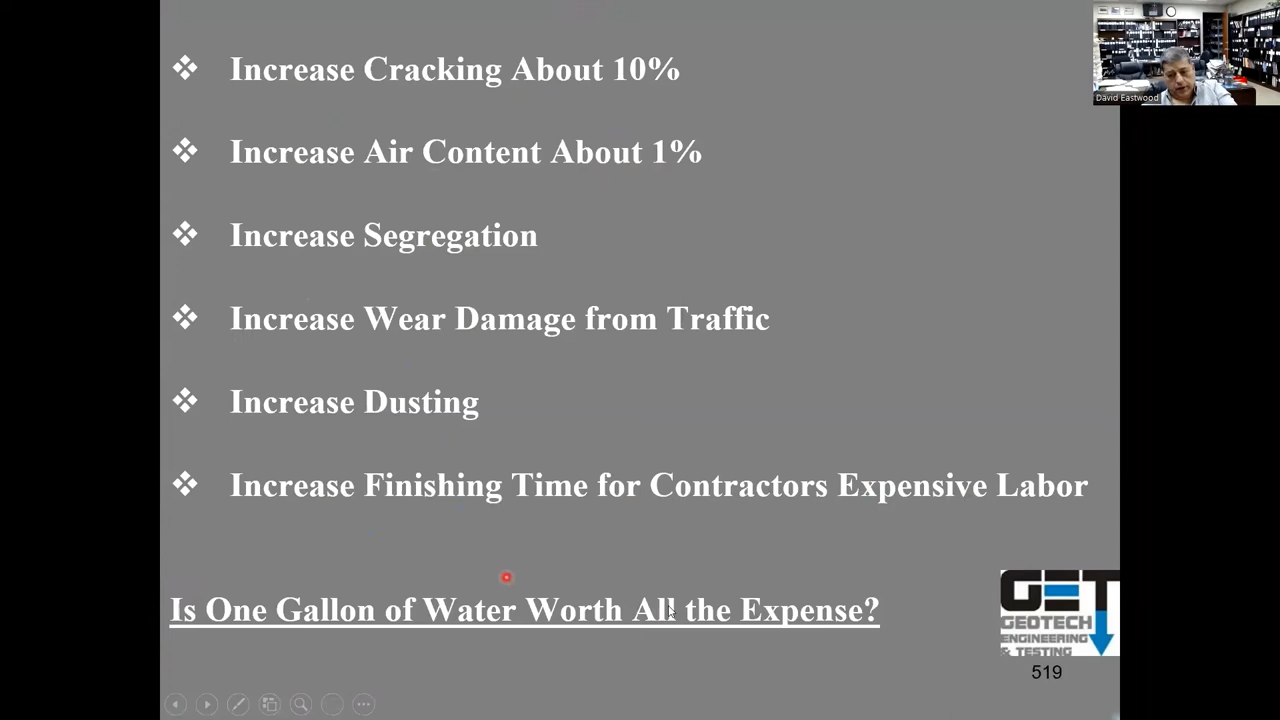 Increase Cracking About 10%
Increase Air Content About 1%
Increase Segregation
Increase Wear Damage from Traffic
Increase Dusting
Increase Finishing Time for Contractors Expensive Labor
Is One Gallon of Water Worth All the Expense?
GET
GEOTECH
ENGINEERING
& TESTING
519
David Eastwood